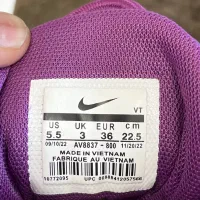 VT
US UK EUR cm
5.5 3 36 22.5
09/10/22 AV8837 - 800 11/20/22
MADE IN VIETNAM
FABRIQUE AU VIETNAM